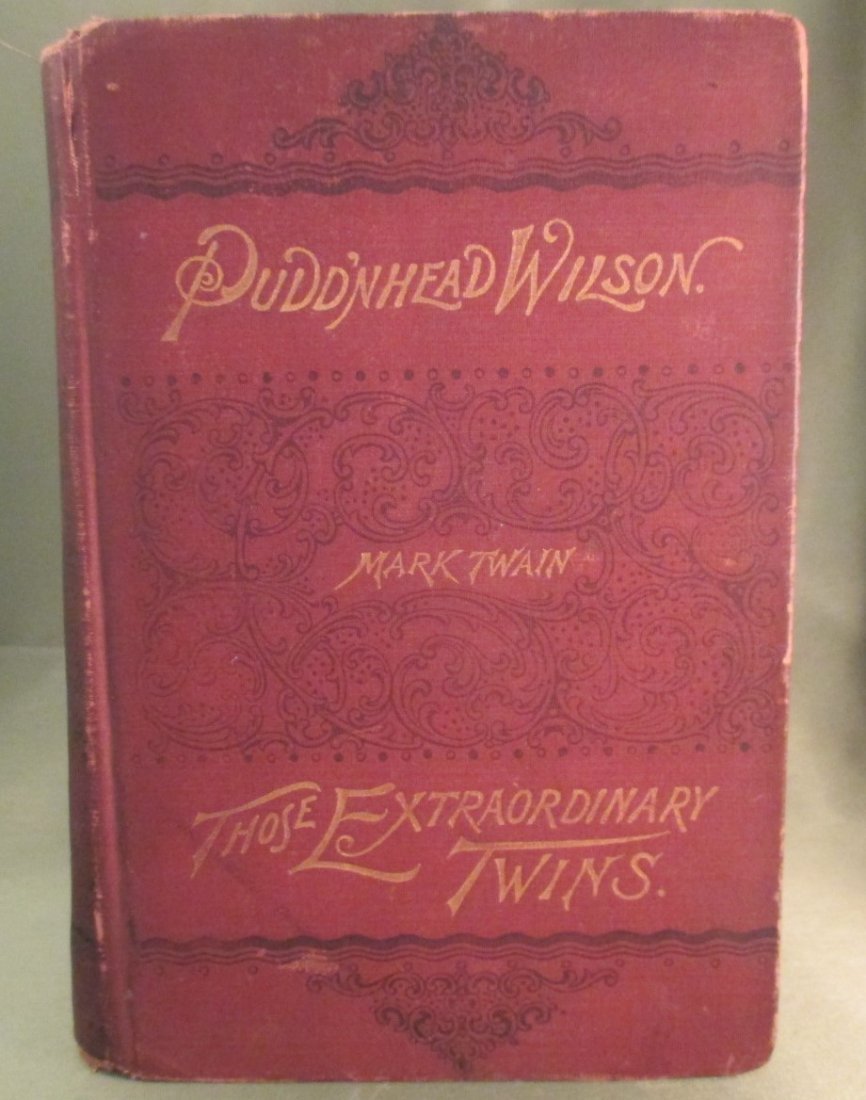 PUDD'NHEAD WILSON.
MARK TWAIN
THOSE EXTRAORDINARY
TWINS.